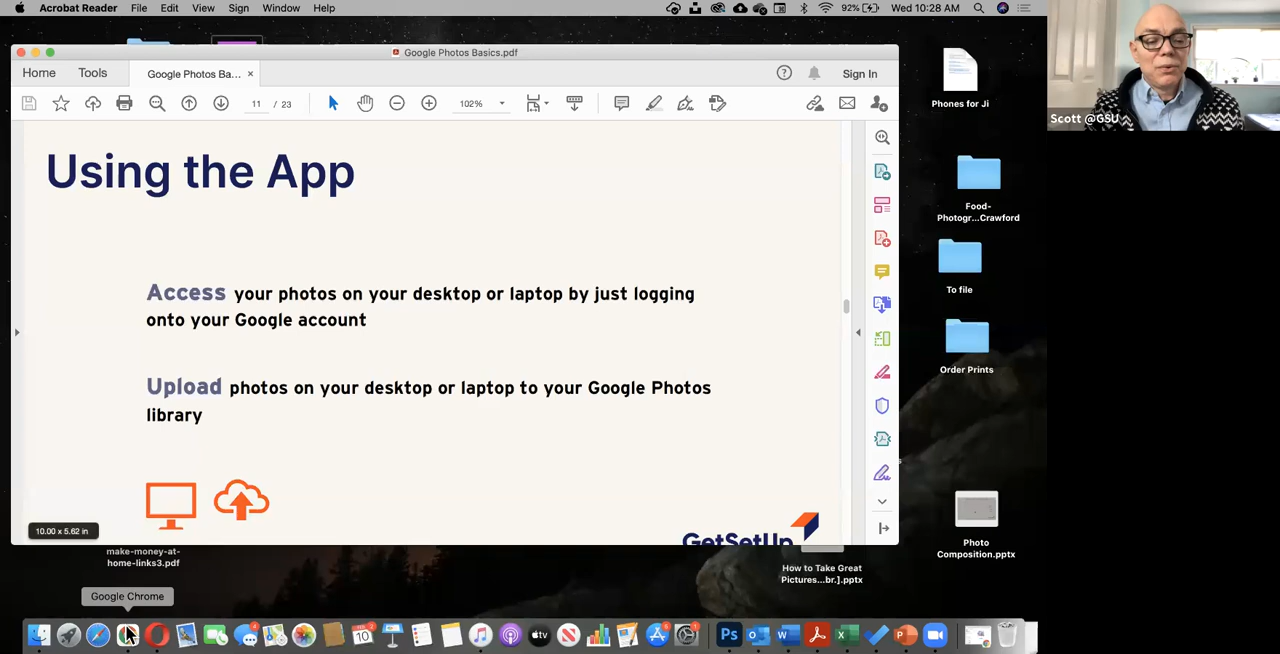 Acrobat Reader File Edit View Sign Window Help 92% Wed 10:28 AM
Google Photos Basics.pdf
Home Tools Google Photos Ba... × Sign In
11 / 23 102%
Using the App
Access your photos on your desktop or laptop by just logging
onto your Google account
Upload photos on your desktop or laptop to your Google Photos
library
10.00 x 5.62 in
GetSetUp
make-money-at-
home-links3.pdf
Google Chrome
Phones for Ji
Food-
Photogr...Crawford
To file
Order Prints
Photo
Composition.pptx
How to Take Great
Pictures...br.].pptx
Scott @GSU
10
tv
Ps